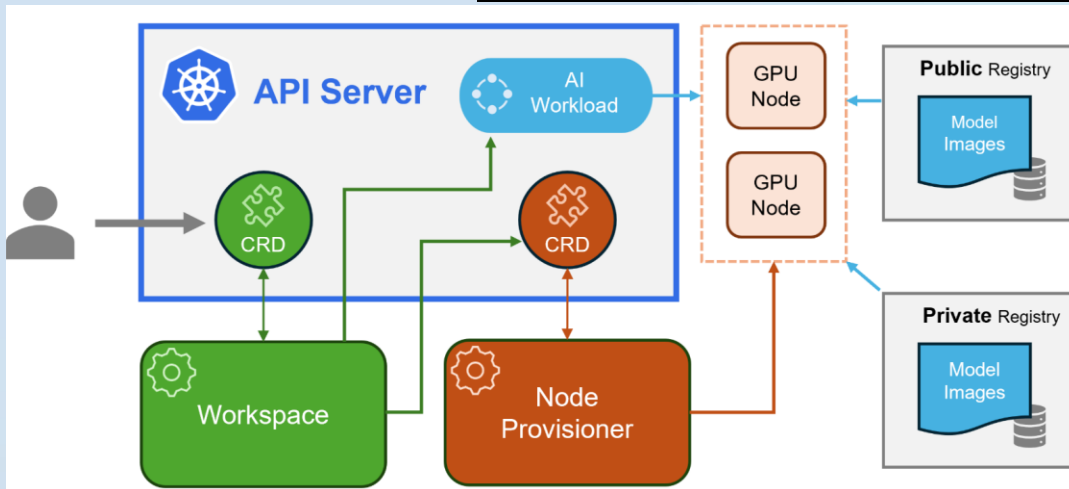 API Server
AI
Workload
CRD
CRD
GPU
Node
GPU
Node
Public Registry
Model
Images
Private Registry
Model
Images
Workspace
Node
Provisioner